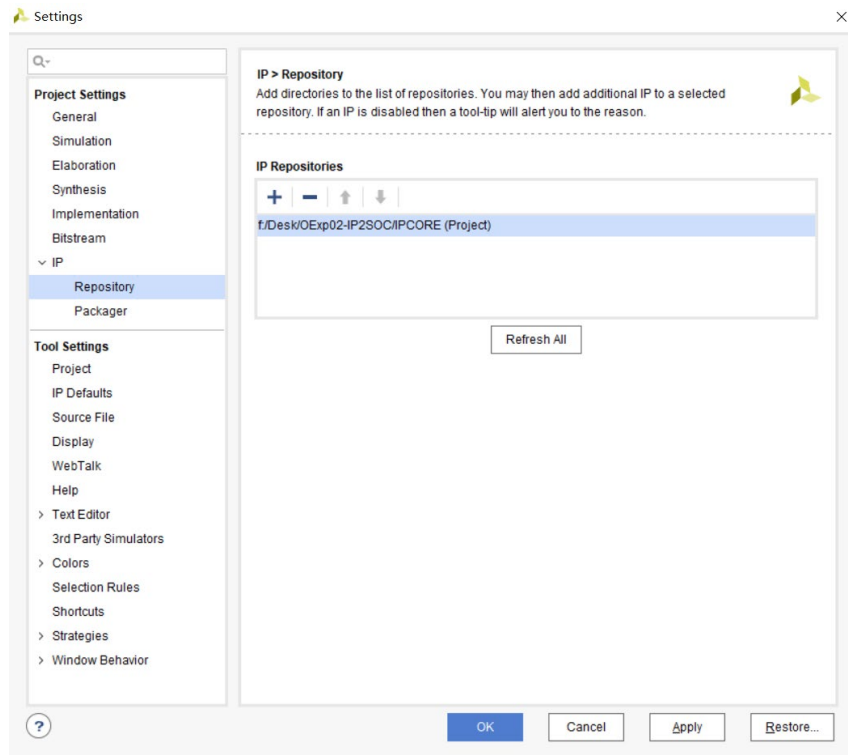 Settings
Project Settings
General
Simulation
Elaboration
Synthesis
Implementation
Bitstream
IP
Repository
Packager
Tool Settings
Project
IP Defaults
Source File
Display
WebTalk
Help
Text Editor
3rd Party Simulators
Colors
Selection Rules
Shortcuts
Strategies
Window Behavior
IP > Repository
Add directories to the list of repositories. You may then add additional IP to a selected
repository. If an IP is disabled then a tool-tip will alert you to the reason.
IP Repositories
f:/Desk/OExp02-IP2SOC/IPCORE (Project)
Refresh All
?
OK
Cancel
Apply
Restore...